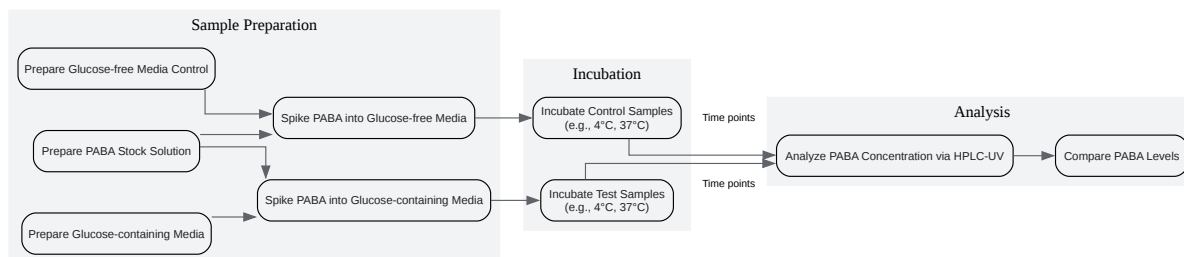 Sample Preparation
Prepare Glucose-free Media Control
Spike PABA into Glucose-free Media
Prepare PABA Stock Solution
Spike PABA into Glucose-containing Media
Prepare Glucose-containing Media
Incubation
Incubate Control Samples
(e.g., 4°C, 37°C)
Incubate Test Samples
(e.g., 4°C, 37°C)
Time points
Time points
Analysis
Analyze PABA Concentration via HPLC-UV
Compare PABA Levels